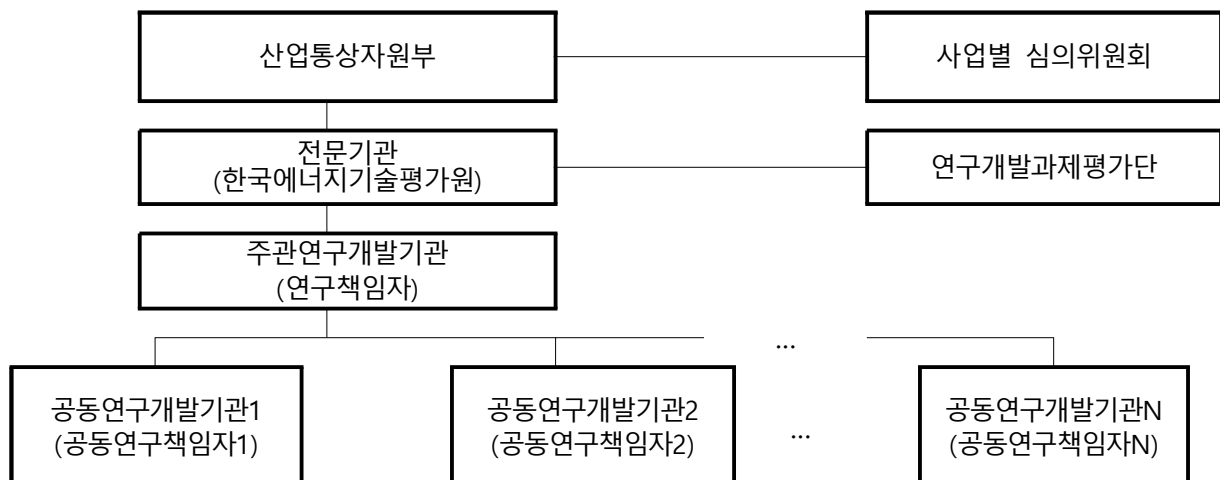 산업통상자원부
사업별 심의위원회
전문기관
(한국에너지기술평가원)
연구개발과제평가단
주관연구개발기관
(연구책임자)
...
공동연구개발기관1
(공동연구책임자1)
공동연구개발기관2
(공동연구책임자2)
...
공동연구개발기관N
(공동연구책임자N)